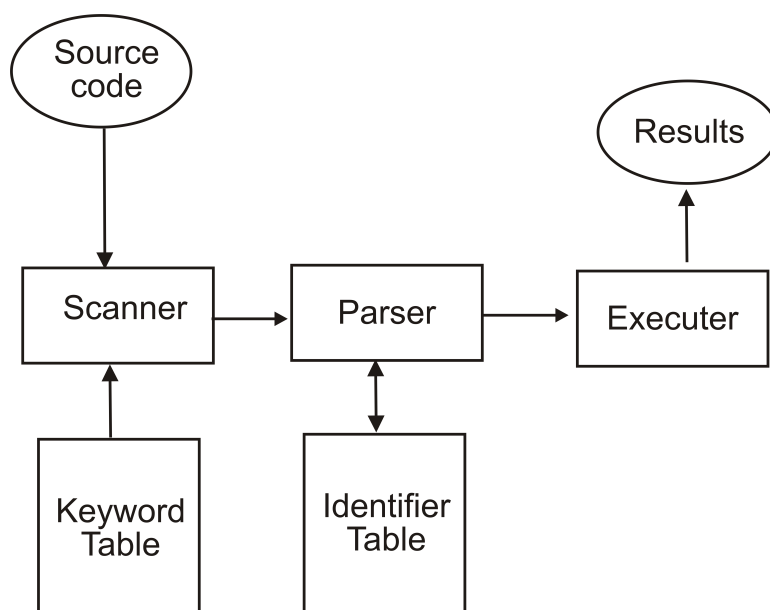 Source
code
Results
Scanner
Parser
Executer
Keyword
Table
Identifier
Table